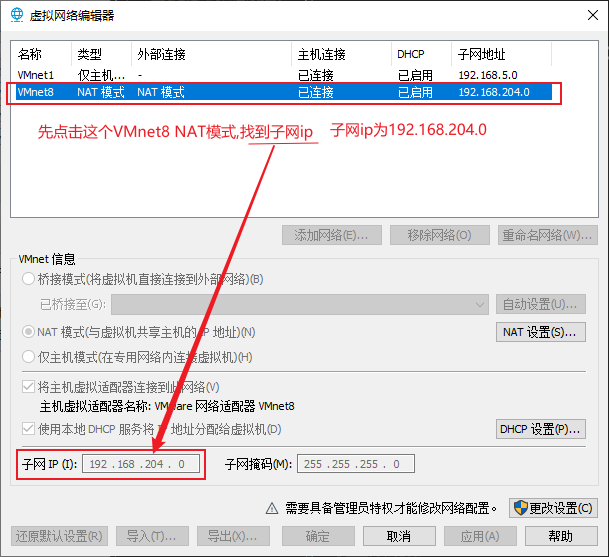 虚拟网络编辑器
名称 类型 外部连接 主机连接 DHCP 子网地址
VMnet1 仅主机... - 已连接 已启用 192.168.5.0
VMnet8 NAT 模式 NAT 模式 已连接 已启用 192.168.204.0
先点击这个VMnet8 NAT模式,找到子网ip 子网ip为192.168.204.0
添加网络(E)... 移除网络(O) 重命名网络(W)...
VMnet 信息
桥接模式(将虚拟机直接连接到外部网络)(B)
已桥接至(G): 自动设置(U)...
NAT 模式(与虚拟机共享主机的 IP 地址)(N) NAT 设置(S)...
仅主机模式(在专用网络内连接虚拟机)(H)
将主机虚拟适配器连接到此网络(V)
主机虚拟适配器名称: VMware 网络适配器 VMnet8
使用本地 DHCP 服务将 IP 地址分配给虚拟机(D) DHCP 设置(P)...
子网 IP (I): 192 . 168 . 204 . 0 子网掩码(M): 255 . 255 . 255 . 0
需要具备管理员特权才能修改网络配置。 更改设置(C)
还原默认设置(R) 导入(T)... 导出(X)... 确定 取消 应用(A) 帮助